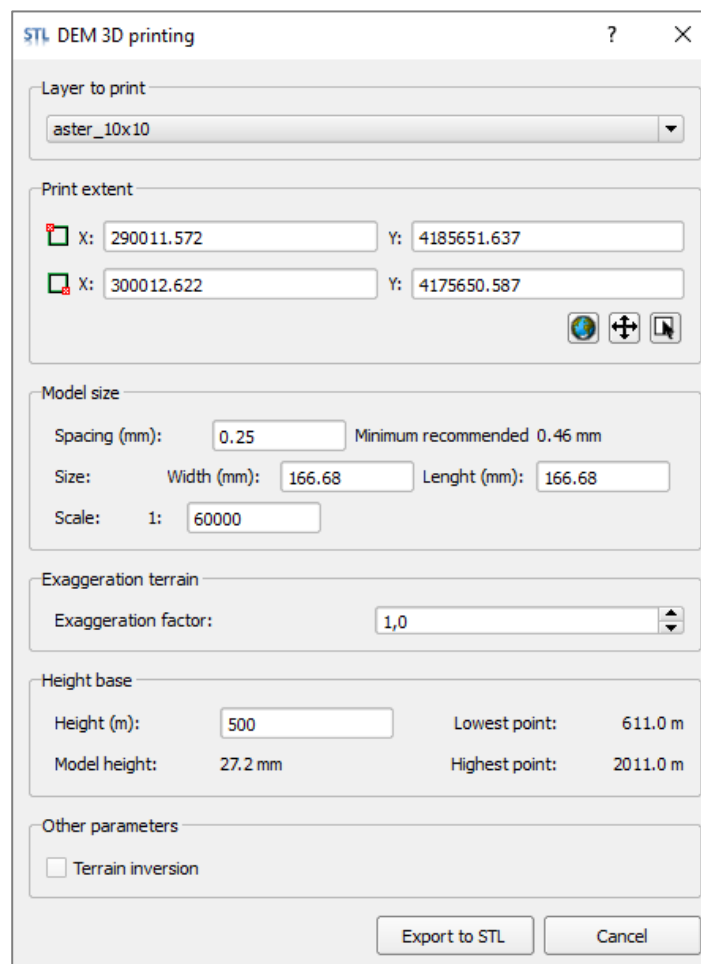 STL DEM 3D printing ? X
Layer to print
aster_10x10
Print extent
X: 290011.572 Y: 4185651.637
X: 300012.622 Y: 4175650.587
Model size
Spacing (mm): 0.25 Minimum recommended 0.46 mm
Size: Width (mm): 166.68 Lenght (mm): 166.68
Scale: 1: 60000
Exaggeration terrain
Exaggeration factor: 1,0
Height base
Height (m): 500 Lowest point: 611.0 m
Model height: 27.2 mm Highest point: 2011.0 m
Other parameters
Terrain inversion
Export to STL Cancel